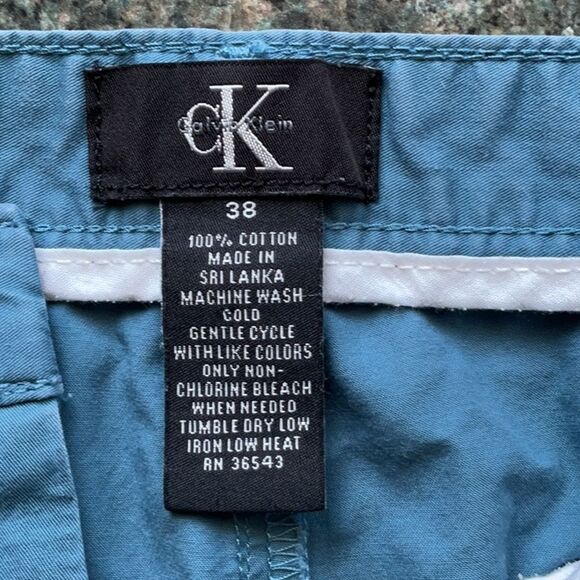 CK
Calvin Klein
38
100% COTTON
MADE IN
SRI LANKA
MACHINE WASH
COLD
GENTLE CYCLE
WITH LIKE COLORS
ONLY NON-
CHLORINE BLEACH
WHEN NEEDED
TUMBLE DRY LOW
IRON LOW HEAT
RN 36543